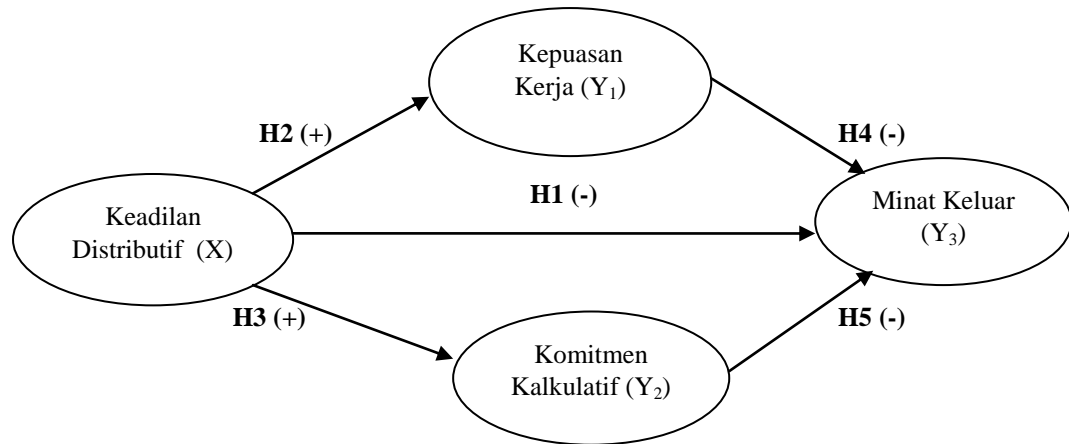 Kepuasan
Kerja (Y₁)
H2 (+)
H4 (-)
H1 (-)
Keadilan
Distributif (X)
Minat Keluar
(Y₃)
H3 (+)
H5 (-)
Komitmen
Kalkulatif (Y₂)